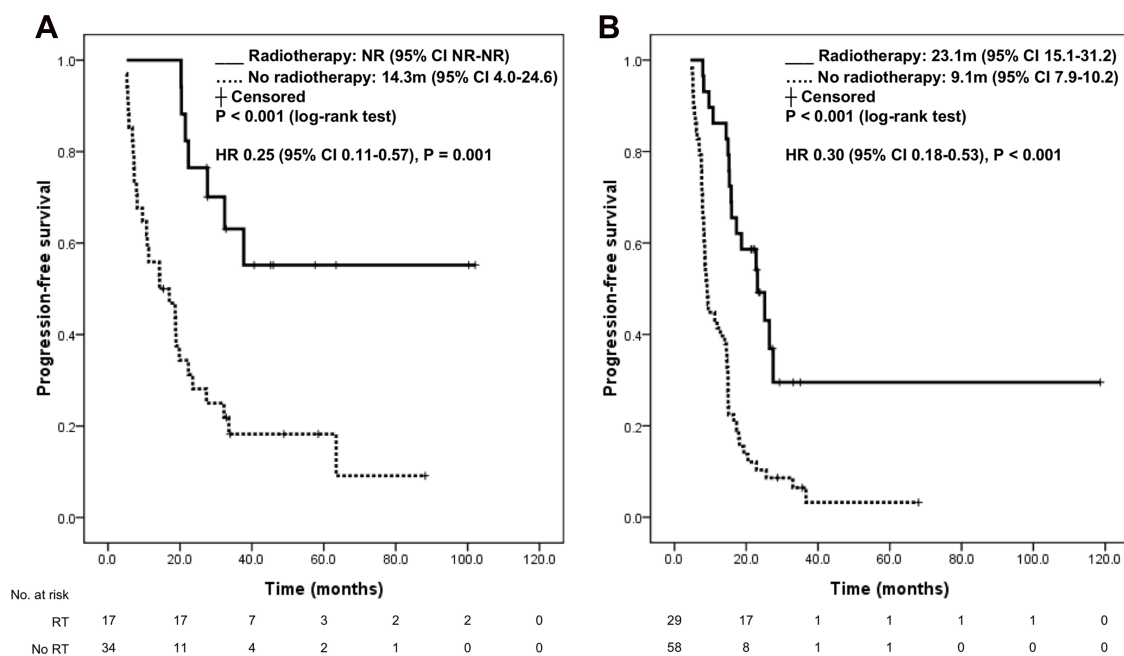 A
___ Radiotherapy: NR (95% CI NR-NR)
..... No radiotherapy: 14.3m (95% CI 4.0-24.6)
┼ Censored
P < 0.001 (log-rank test)
HR 0.25 (95% CI 0.11-0.57), P = 0.001
Progression-free survival
1.0
0.8
0.6
0.4
0.2
0.0
0.0 20.0 40.0 60.0 80.0 100.0 120.0
Time (months)
B
___ Radiotherapy: 23.1m (95% CI 15.1-31.2)
..... No radiotherapy: 9.1m (95% CI 7.9-10.2)
┼ Censored
P < 0.001 (log-rank test)
HR 0.30 (95% CI 0.18-0.53), P < 0.001
Progression-free survival
1.0
0.8
0.6
0.4
0.2
0.0
0.0 20.0 40.0 60.0 80.0 100.0 120.0
Time (months)
No. at risk
RT 17 17 7 3 2 2 0 29 17 1 1 1 1 0
No RT 34 11 4 2 1 0 0 58 8 1 1 0 0 0